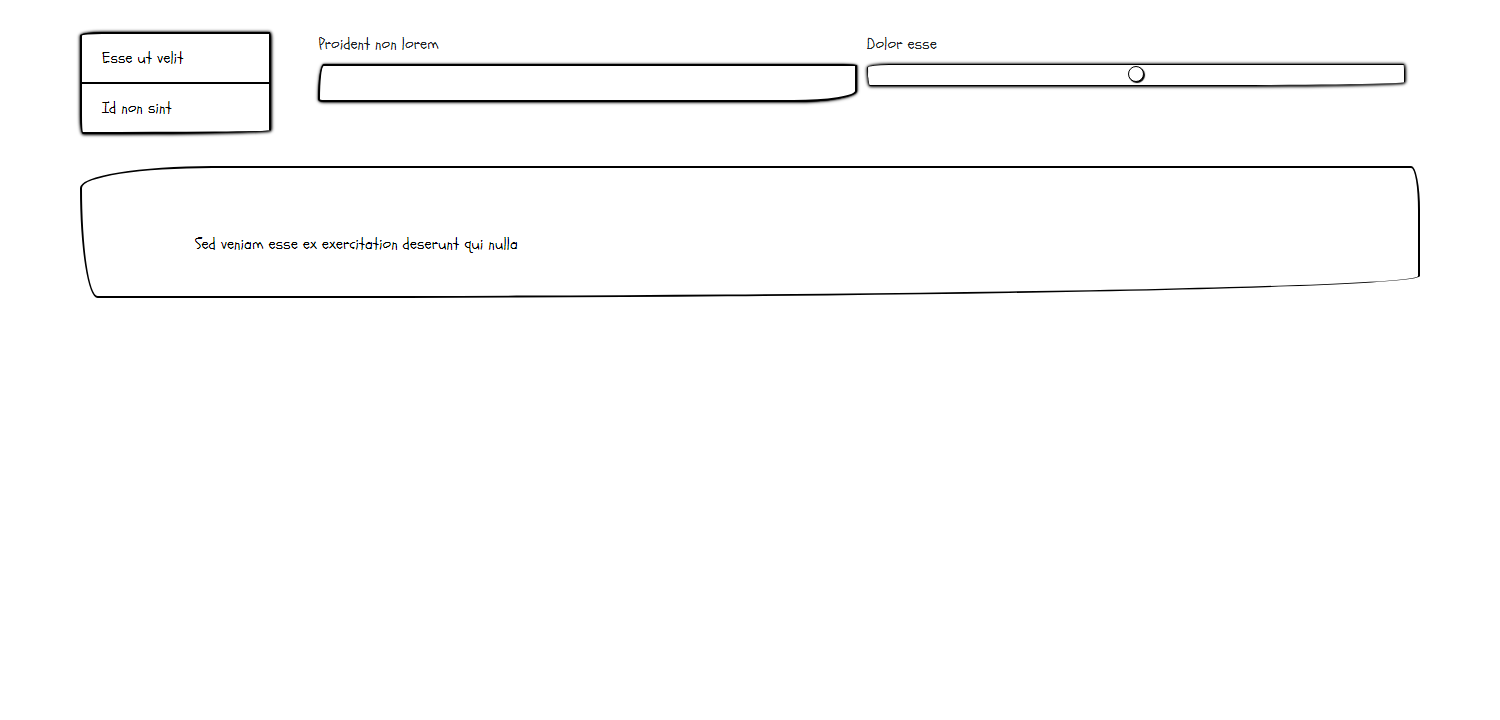 Esse ut velit
Id non sint
Proident non lorem
Dolor esse
Sed veniam esse ex exercitation deserunt qui nulla